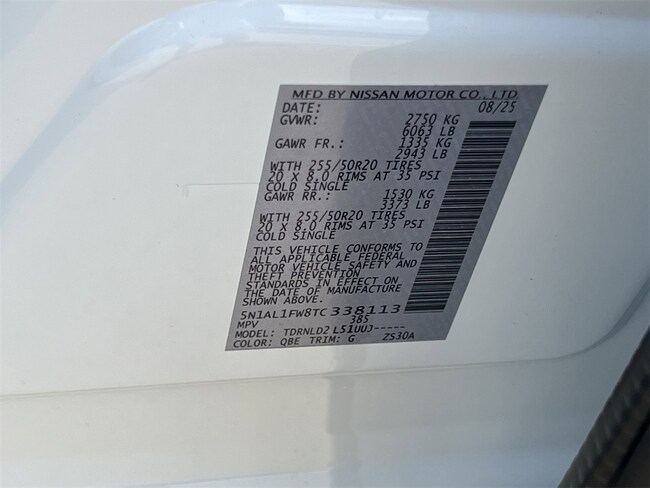 MFD BY NISSAN MOTOR CO., LTD
DATE: 08/25
GVWR: 2750 KG
6063 LB
GAWR FR.: 1335 KG
2943 LB
WITH 255/50R20 TIRES
20 X 8.0 RIMS AT 35 PSI
COLD SINGLE
GAWR RR.: 1530 KG
3373 LB
WITH 255/50R20 TIRES
20 X 8.0 RIMS AT 35 PSI
COLD SINGLE
THIS VEHICLE CONFORMS TO
ALL APPLICABLE FEDERAL
MOTOR VEHICLE SAFETY AND
THEFT PREVENTION
STANDARDS IN EFFECT ON
THE DATE OF MANUFACTURE
SHOWN ABOVE.
5N1AL1FW8TC338113
MPV 385
MODEL: TDRNLD2 L51UUJ-----
COLOR: QBE TRIM: G ZS30A